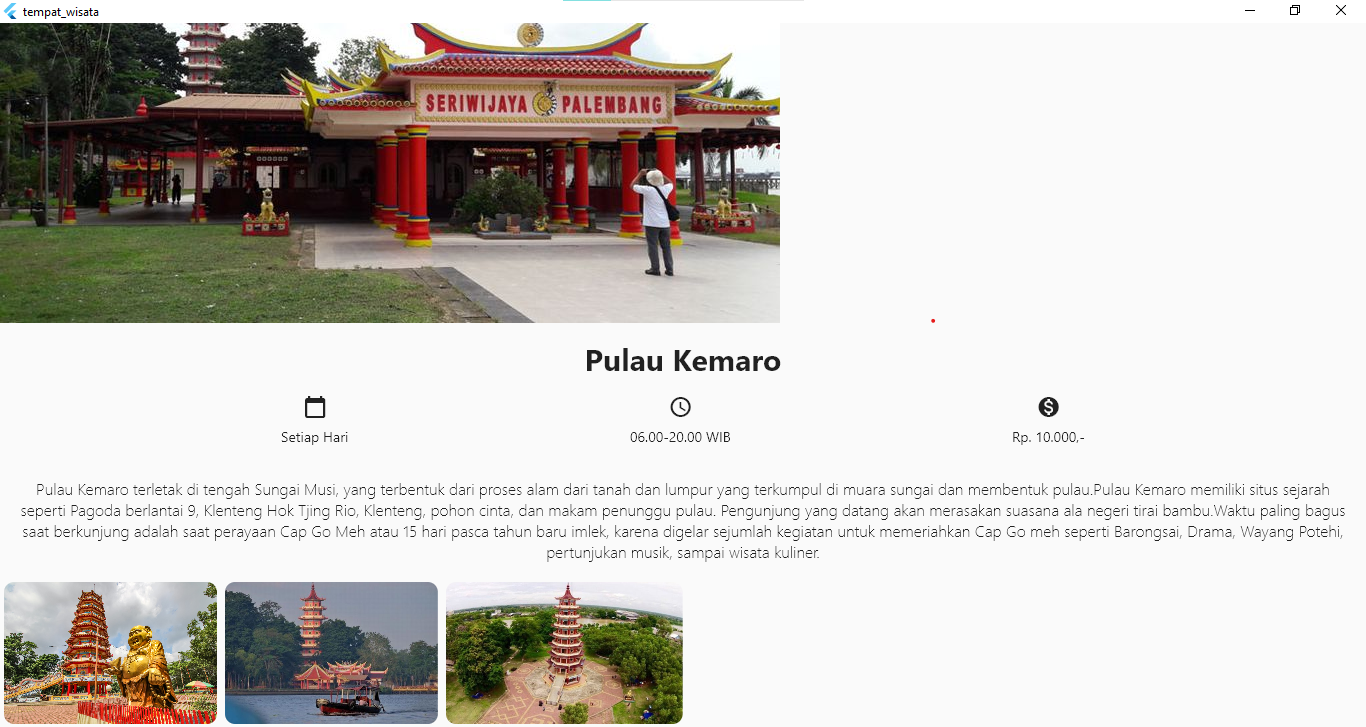 tempat_wisata
SERIWIJAYA PALEMBANG
Pulau Kemaro
Setiap Hari
06.00-20.00 WIB
Rp. 10.000,-
Pulau Kemaro terletak di tengah Sungai Musi, yang terbentuk dari proses alam dari tanah dan lumpur yang terkumpul di muara sungai dan membentuk pulau.Pulau Kemaro memiliki situs sejarah
seperti Pagoda berlantai 9, Klenteng Hok Tjing Rio, Klenteng, pohon cinta, dan makam penunggu pulau. Pengunjung yang datang akan merasakan suasana ala negeri tirai bambu.Waktu paling bagus
saat berkunjung adalah saat perayaan Cap Go Meh atau 15 hari pasca tahun baru imlek, karena digelar sejumlah kegiatan untuk memeriahkan Cap Go meh seperti Barongsai, Drama, Wayang Potehi,
pertunjukan musik, sampai wisata kuliner.